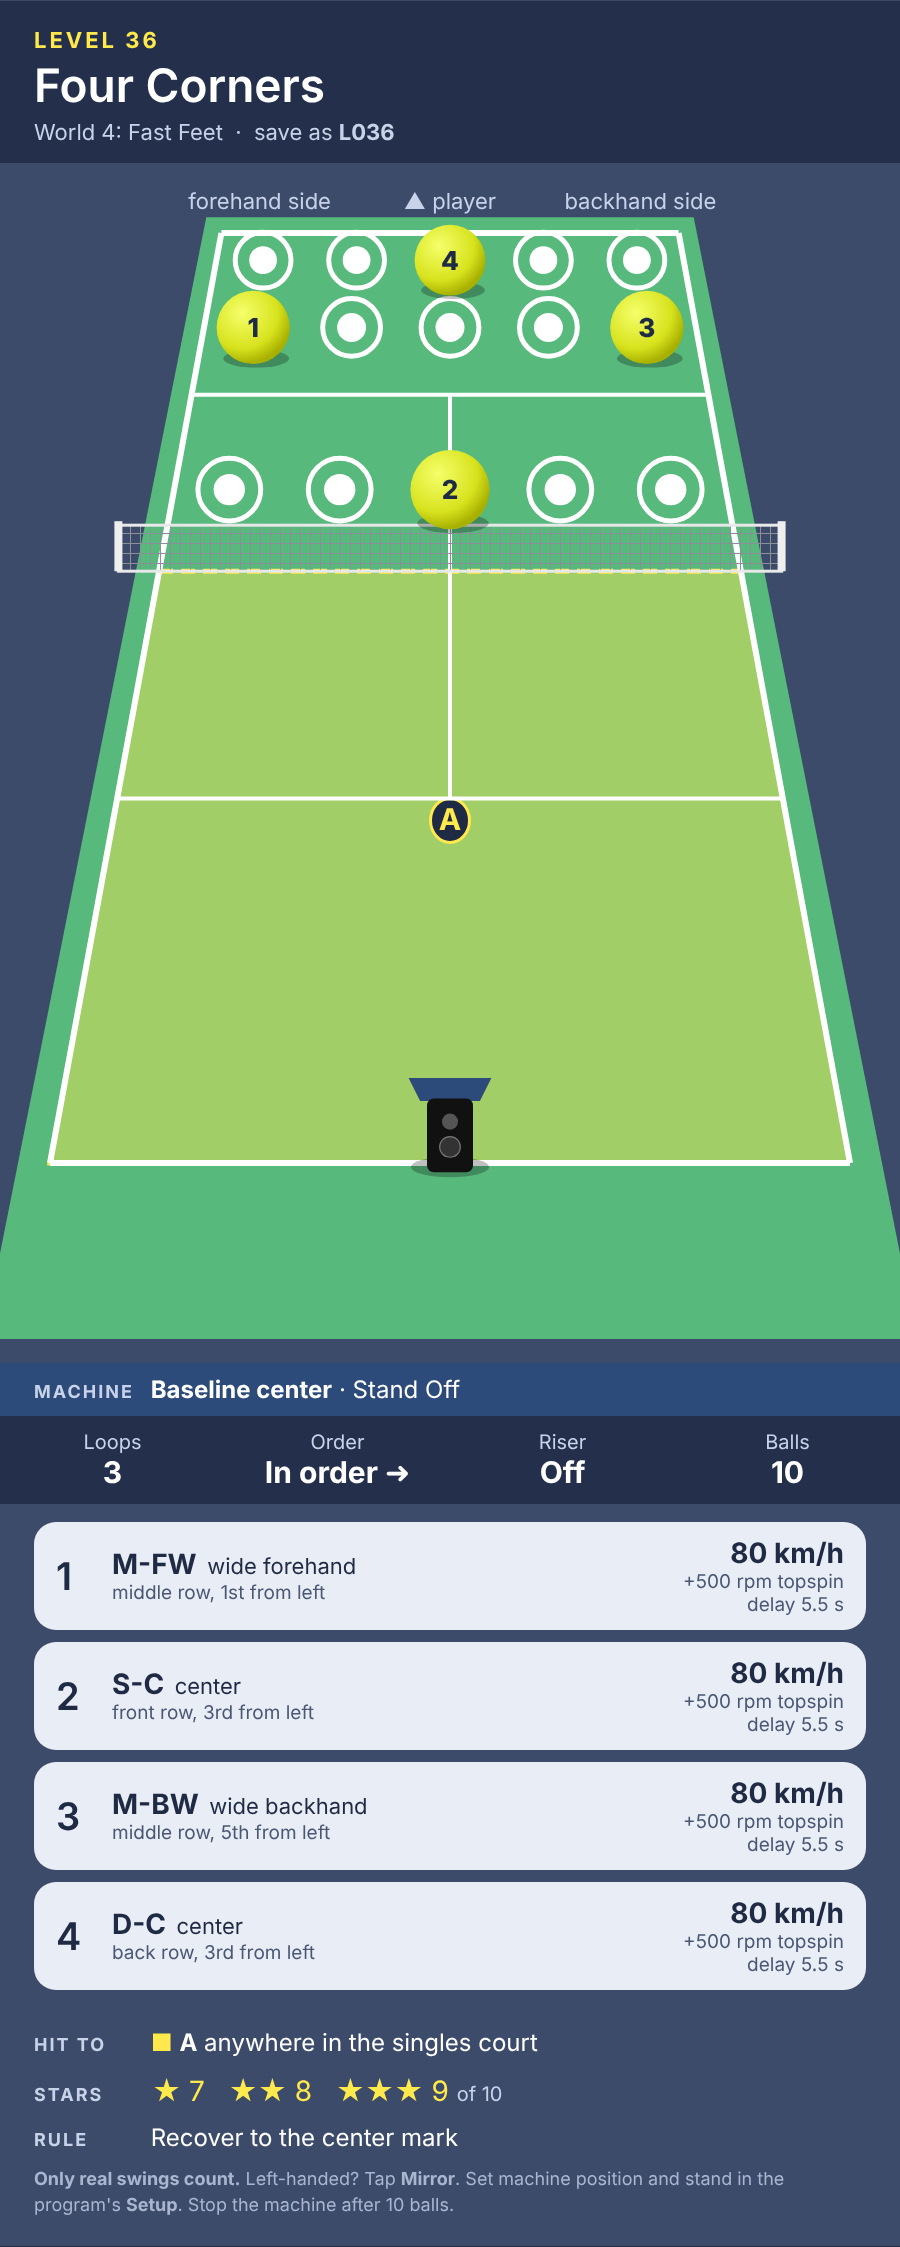 LEVEL 36
Four Corners
World 4: Fast Feet · save as L036
forehand side ▲ player backhand side
4
1 3
2
A
MACHINE Baseline center · Stand Off
Loops Order Riser Balls
3 In order ➜ Off 10
1 M-FW wide forehand 80 km/h
middle row, 1st from left +500 rpm topspin
delay 5.5 s
2 S-C center 80 km/h
front row, 3rd from left +500 rpm topspin
delay 5.5 s
3 M-BW wide backhand 80 km/h
middle row, 5th from left +500 rpm topspin
delay 5.5 s
4 D-C center 80 km/h
back row, 3rd from left +500 rpm topspin
delay 5.5 s
HIT TO ■ A anywhere in the singles court
STARS ★ 7 ★★ 8 ★★★ 9 of 10
RULE Recover to the center mark
Only real swings count. Left-handed? Tap Mirror. Set machine position and stand in the
program's Setup. Stop the machine after 10 balls.